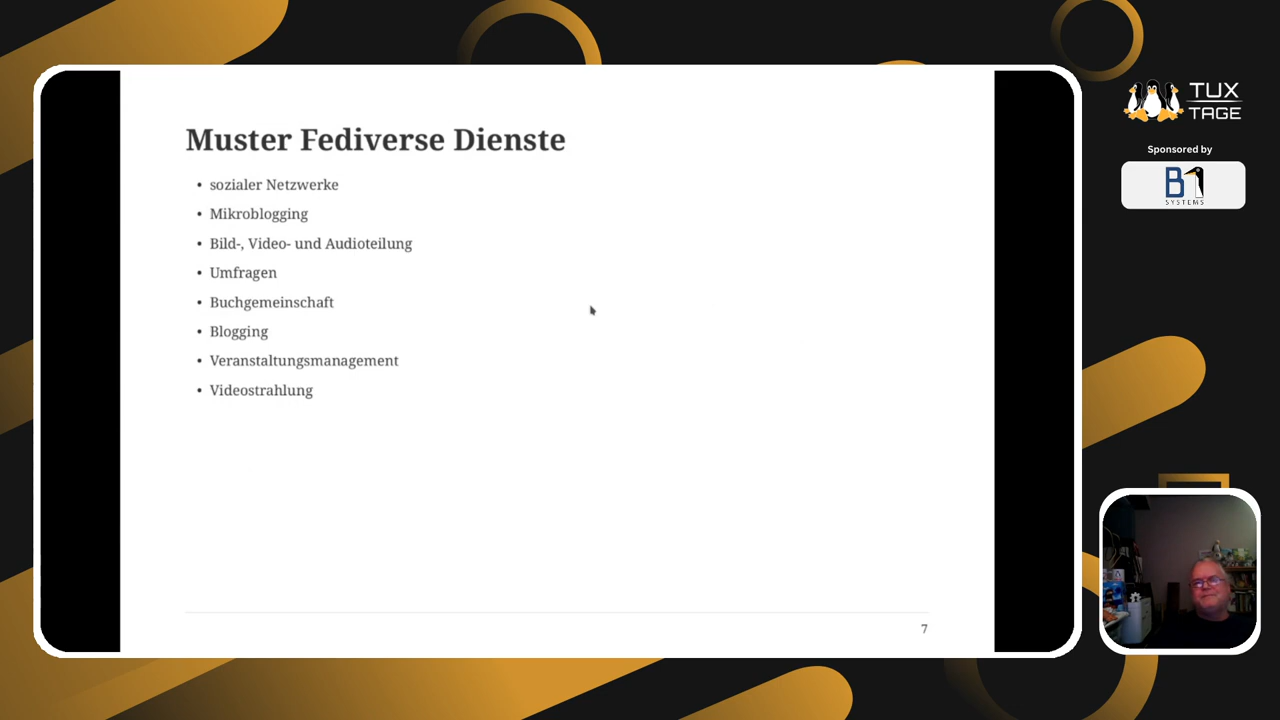 Muster Fediverse Dienste
• sozialer Netzwerke
• Mikroblogging
• Bild-, Video- und Audioteilung
• Umfragen
• Buchgemeinschaft
• Blogging
• Veranstaltungsmanagement
• Videostrahlung
7
TUX
TAGE
Sponsored by
B1
SYSTEMS